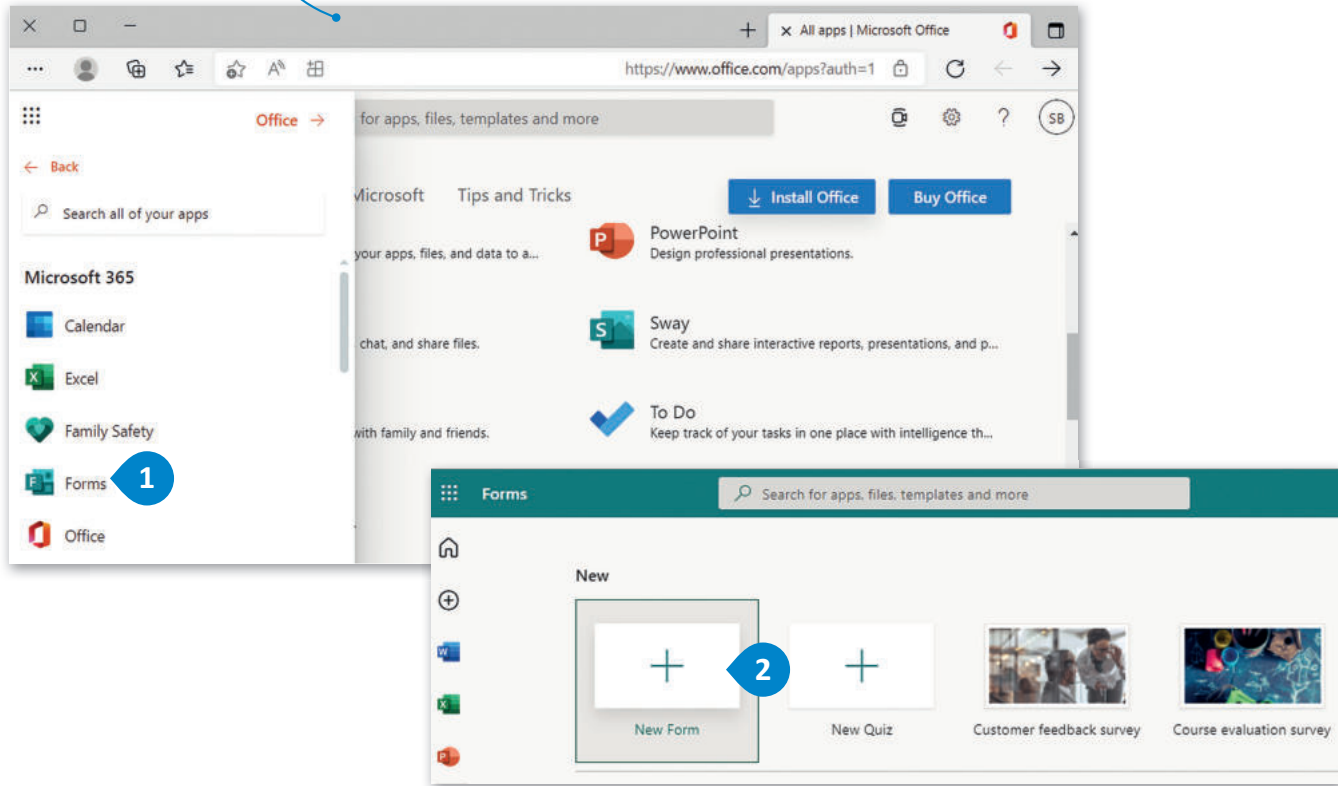 All apps | Microsoft Office
https://www.office.com/apps?auth=1
Office →
for apps, files, templates and more
SB
← Back
Search all of your apps
Microsoft 365
Calendar
Excel
Family Safety
Forms
1
Office
Microsoft
Tips and Tricks
Install Office
Buy Office
your apps, files, and data to a...
PowerPoint
Design professional presentations.
chat, and share files.
Sway
Create and share interactive reports, presentations, and p...
with family and friends.
To Do
Keep track of your tasks in one place with intelligence th...
Forms
Search for apps, files, templates and more
New
2
New Form
New Quiz
Customer feedback survey
Course evaluation survey